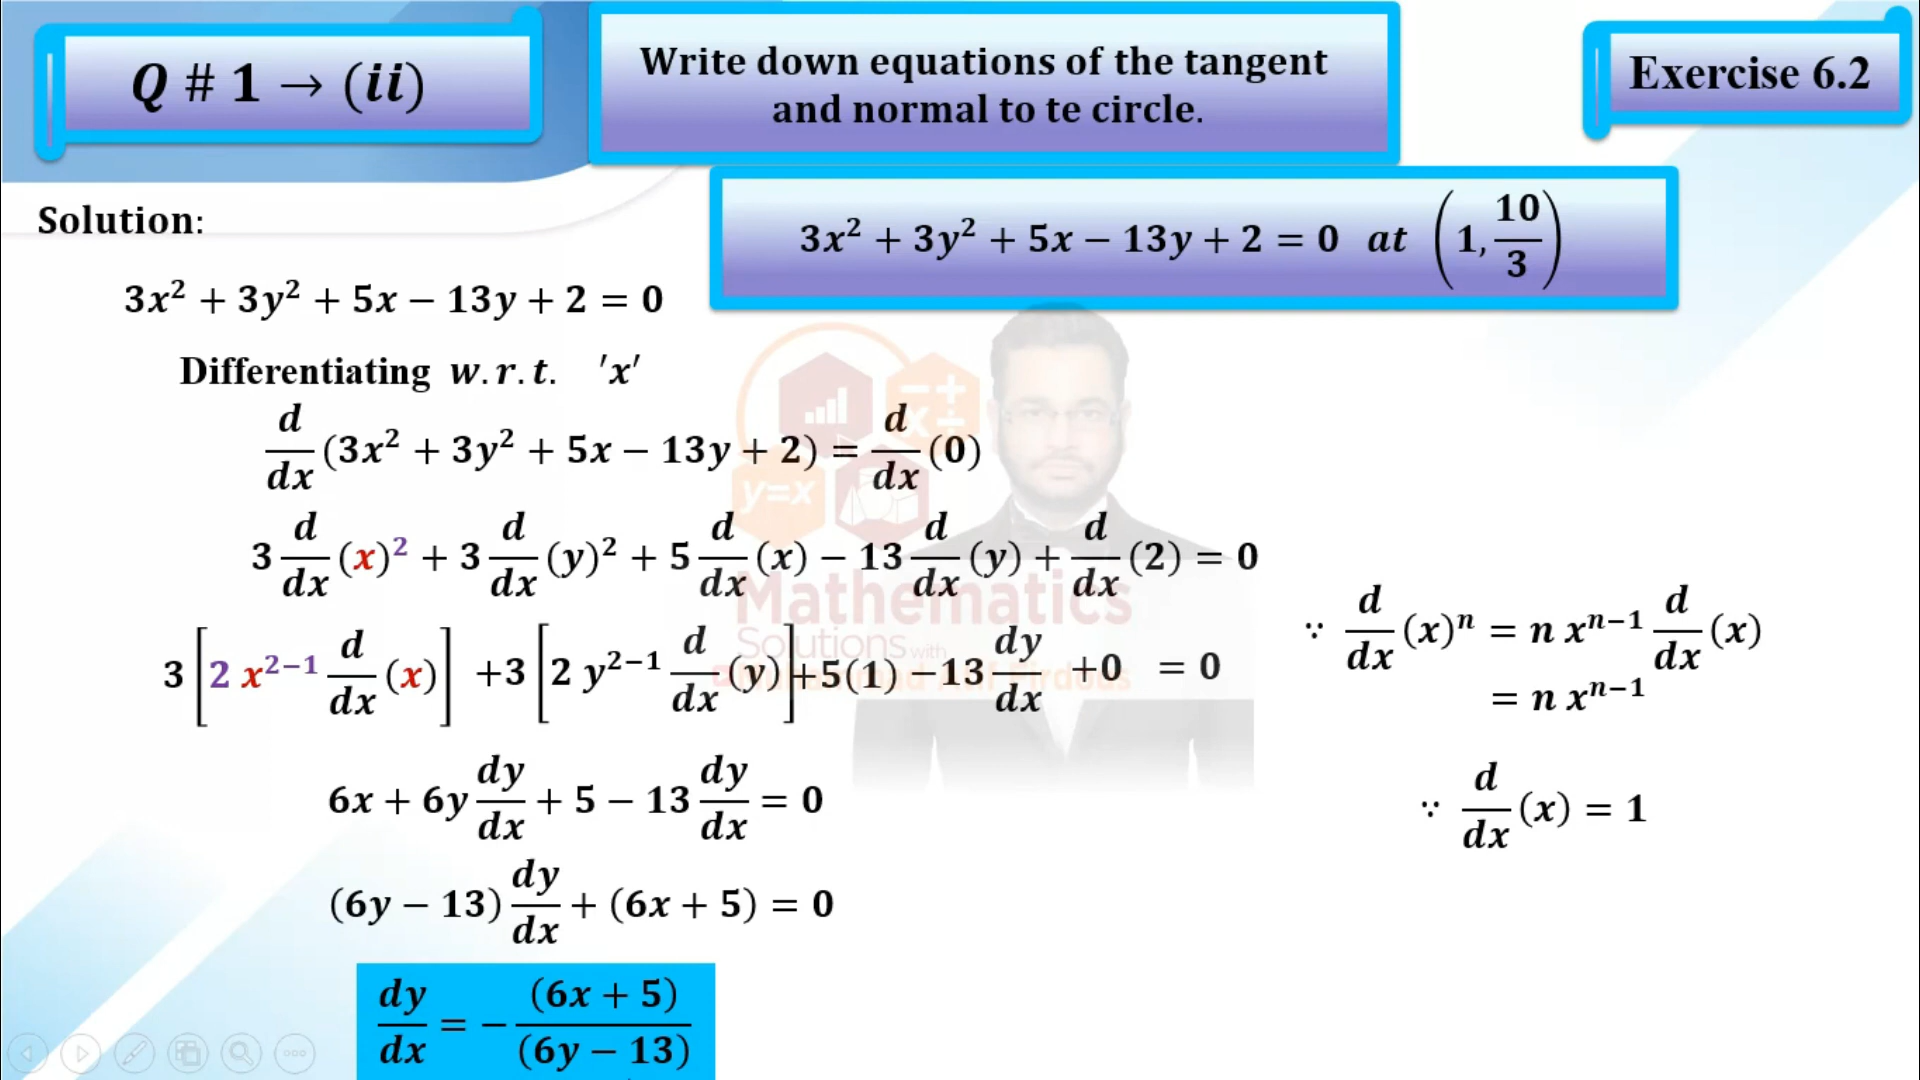 Q # 1 → (ii)
Write down equations of the tangent
and normal to te circle.
Exercise 6.2
3x² + 3y² + 5x − 13y + 2 = 0 at (1, 10/3)
Solution:
3x² + 3y² + 5x − 13y + 2 = 0
Differentiating w.r.t. 'x'
d/dx (3x² + 3y² + 5x − 13y + 2) = d/dx (0)
3 d/dx (x)² + 3 d/dx (y)² + 5 d/dx (x) − 13 d/dx (y) + d/dx (2) = 0
3 [2 x²⁻¹ d/dx (x)] +3 [2 y²⁻¹ d/dx (y)] +5(1) −13 dy/dx +0 = 0
6x + 6y dy/dx + 5 − 13 dy/dx = 0
(6y − 13) dy/dx + (6x + 5) = 0
dy/dx = − (6x + 5)/(6y − 13)
∵ d/dx (x)ⁿ = n xⁿ⁻¹ d/dx (x)
= n xⁿ⁻¹
∵ d/dx (x) = 1
y=x
Mathematics
Solutions with